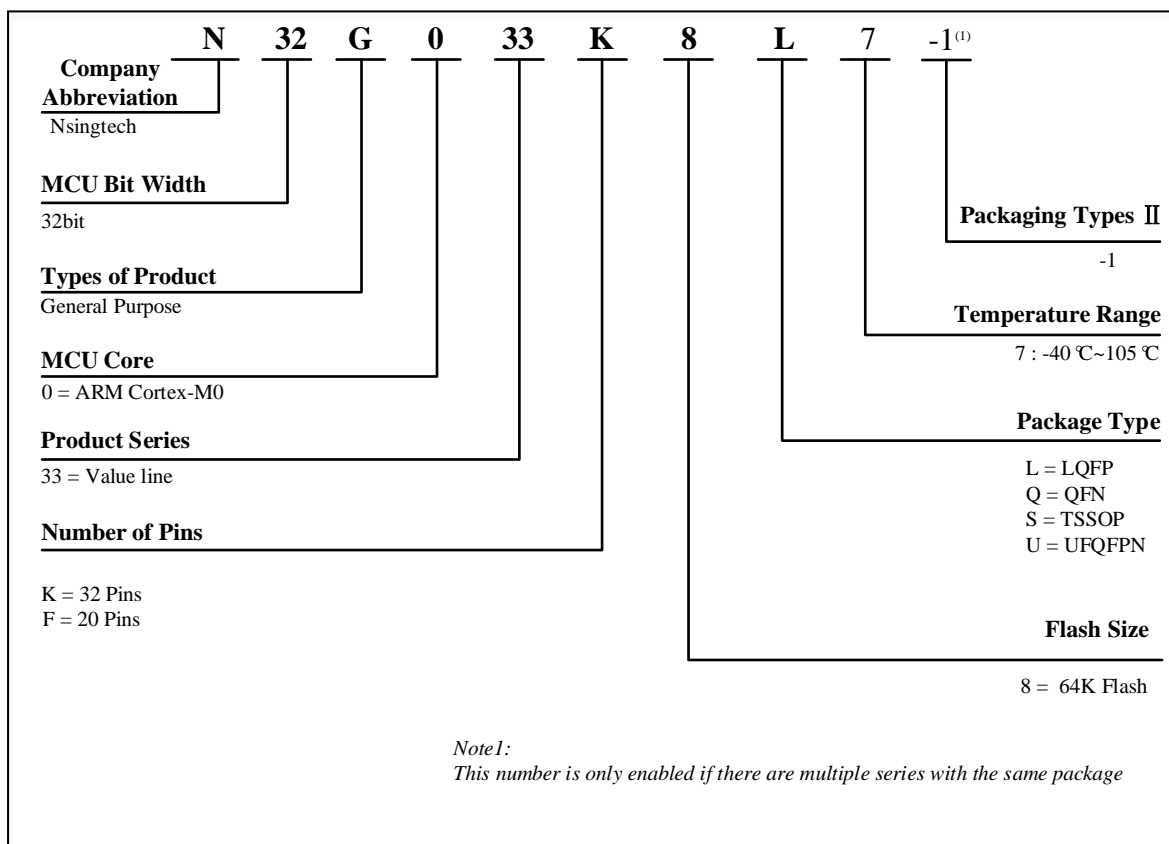 N 32 G 0 33 K 8 L 7 -1(1)
Company
Abbreviation
Nsingtech
MCU Bit Width
32bit
Types of Product
General Purpose
MCU Core
0 = ARM Cortex-M0
Product Series
33 = Value line
Number of Pins
K = 32 Pins
F = 20 Pins
Packaging Types Ⅱ
-1
Temperature Range
7 : -40 ℃~105 ℃
Package Type
L = LQFP
Q = QFN
S = TSSOP
U = UFQFPN
Flash Size
8 = 64K Flash
Note1:
This number is only enabled if there are multiple series with the same package